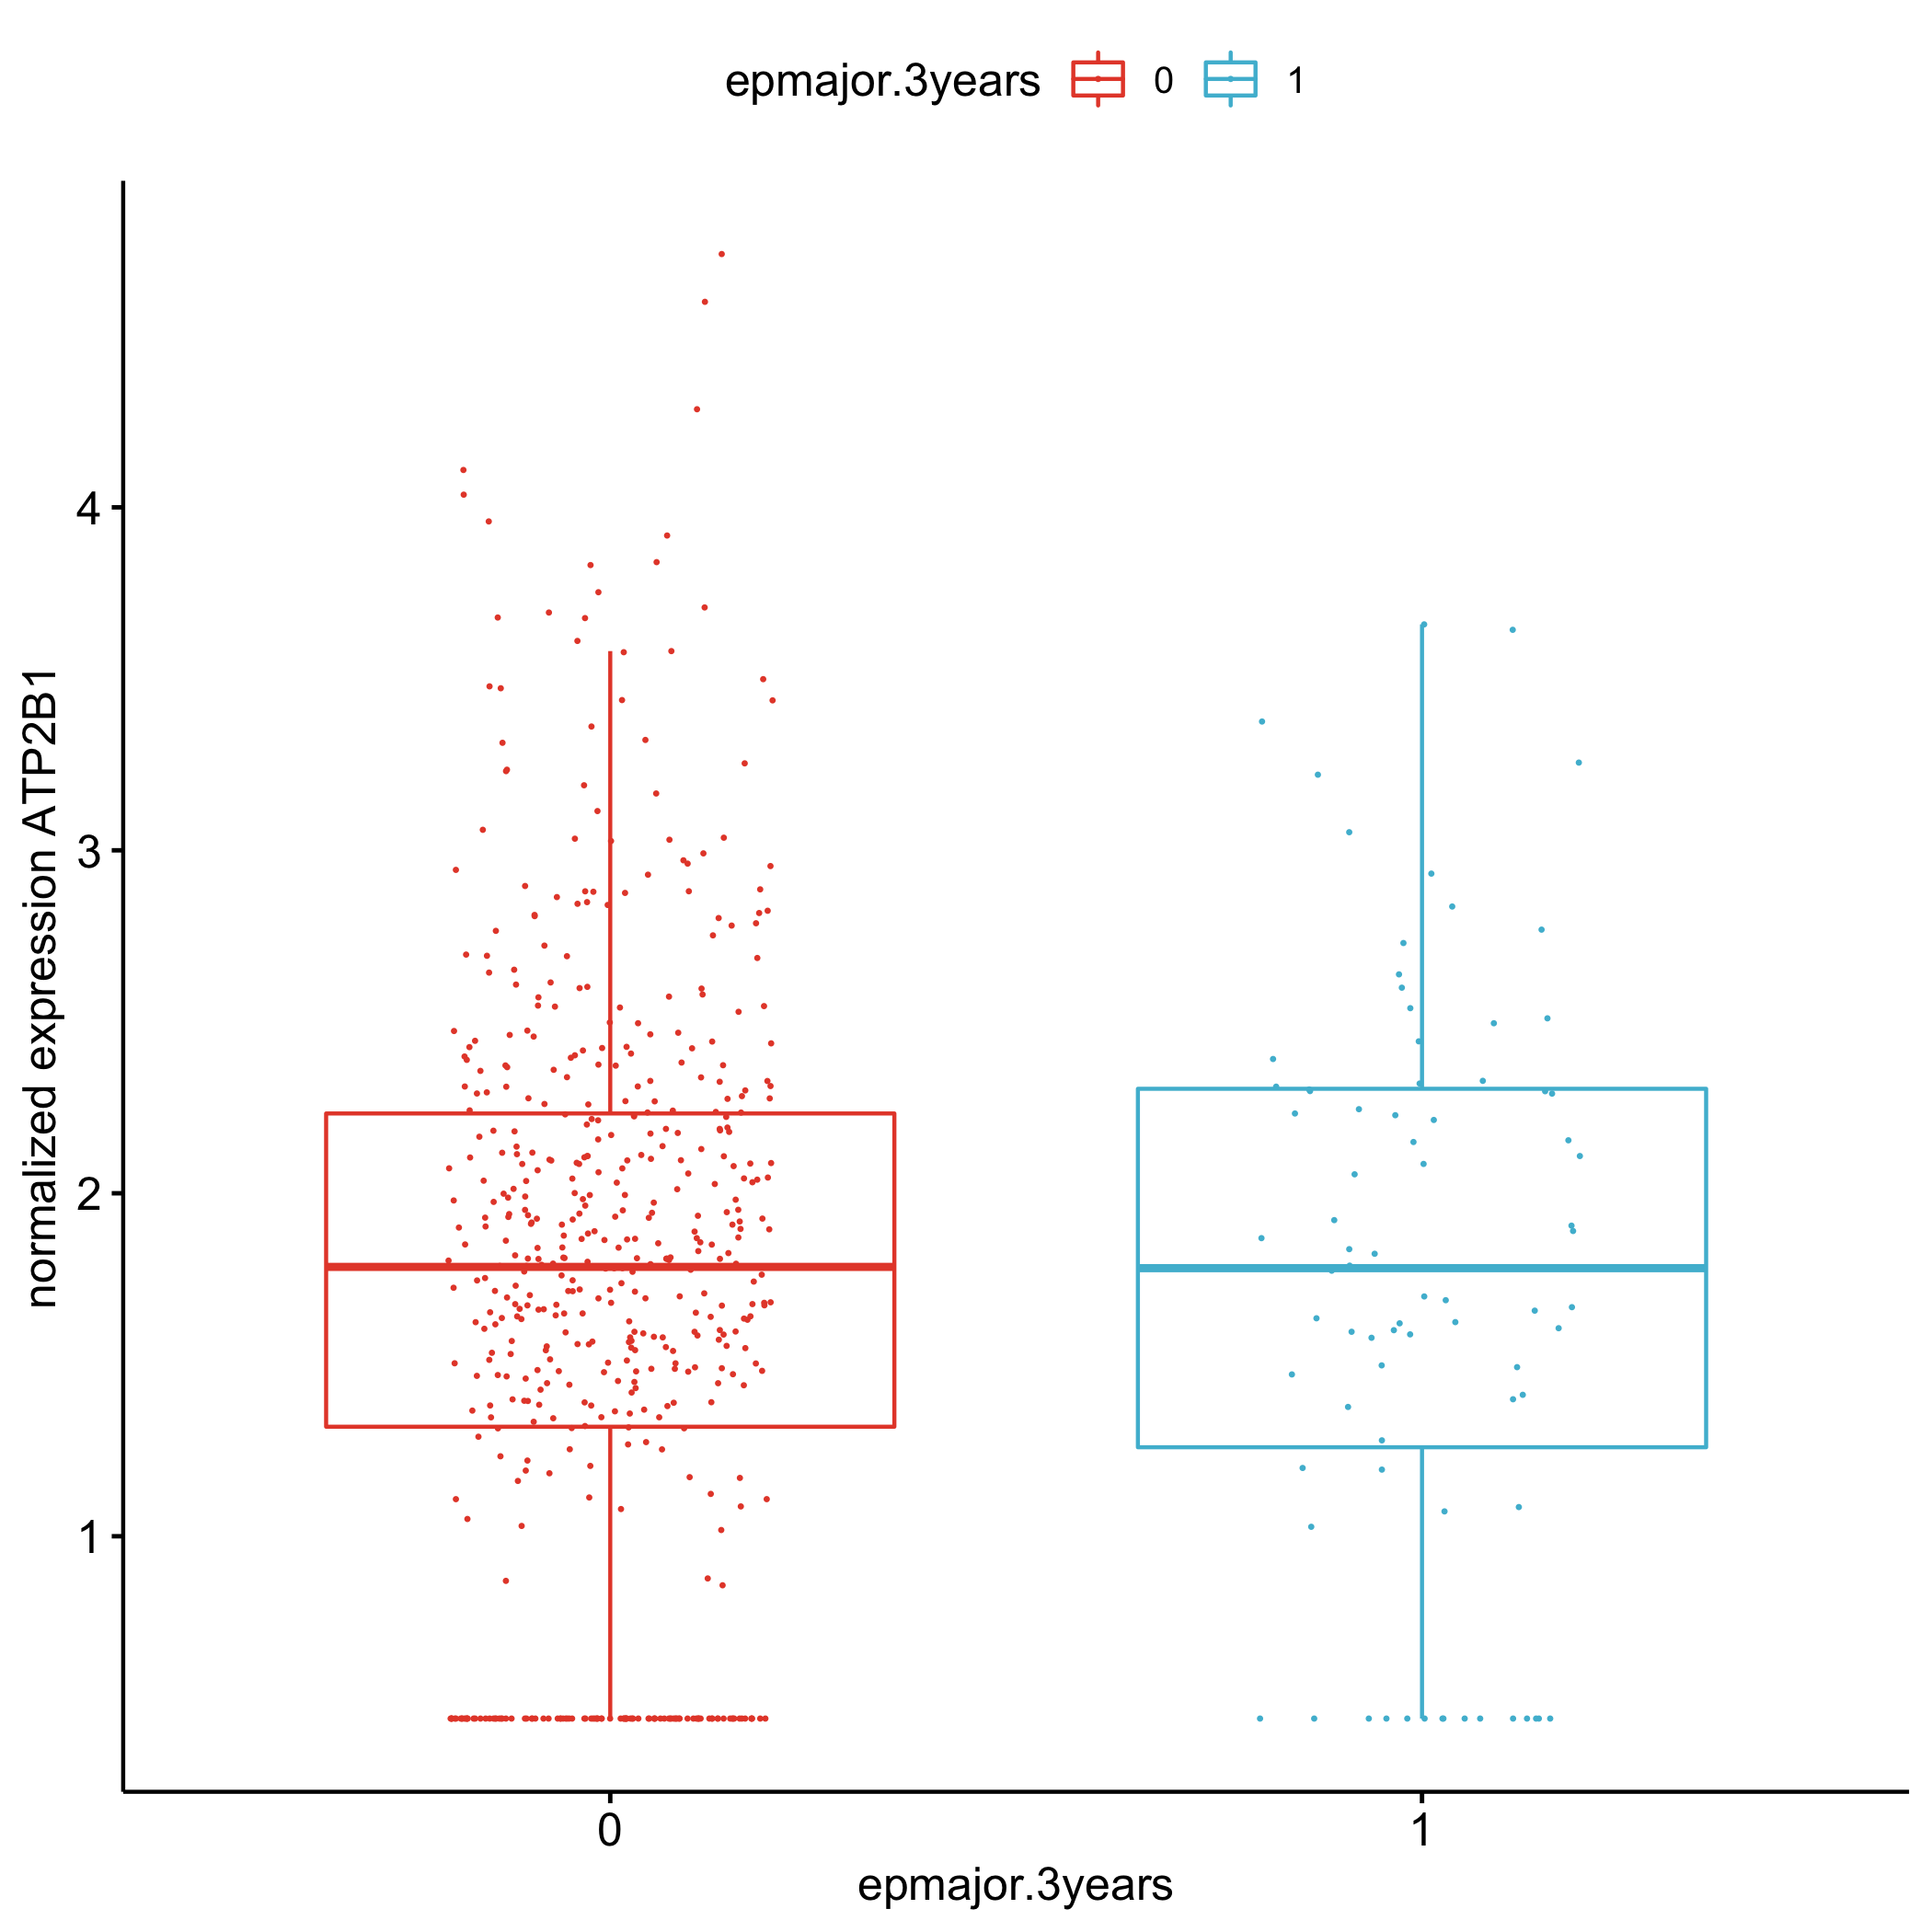 epmajor.3years 0 1
normalized expression ATP2B1
4
3
2
1
0 1
epmajor.3years